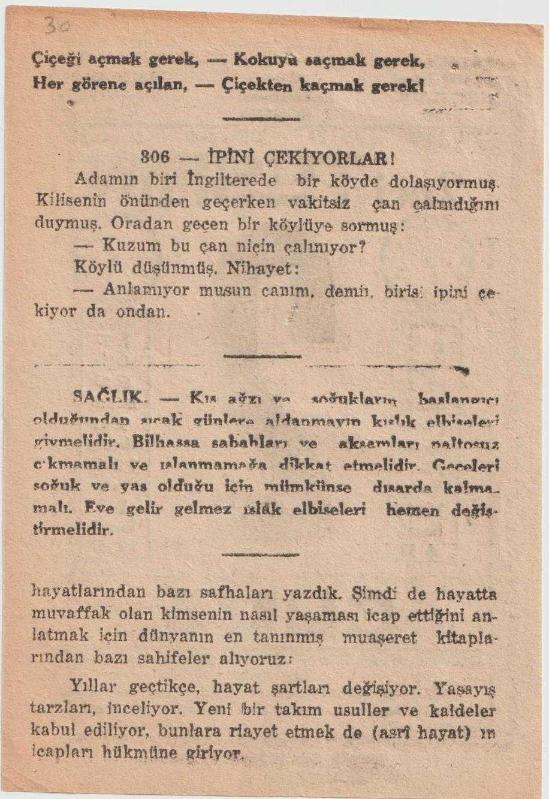 30
Çiçeği açmak gerek, — Kokuyu saçmak gerek,
Her görene açılan, — Çiçekten kaçmak gerek!
306 — İPİNİ ÇEKİYORLAR!
Adamın biri İngilterede bir köyde dolaşıyormuş.
Kilisenin önünden geçerken vakitsiz çan çalındığını
duymuş. Oradan geçen bir köylüye sormuş:
— Kuzum bu çan niçin çalınıyor?
Köylü düşünmüş. Nihayet:
— Anlamıyor musun canım, demiı, birisi ipini çe-
kiyor da ondan.
SAĞLIK. — Kış ağzı ve soğukların başlangıcı
olduğundan sıcak günlere aldanmayın kışlık elbiseleri
giymelidir. Bilhassa sabahları ve akşamları paltosuz
çıkmamalı ve ıslanmamağa dikkat etmelidir. Geceleri
soğuk ve yaş olduğu için mümkünse dışarda kalma-
malı. Eve gelir gelmez ıslâk elbiseleri hemen değiş-
tirmelidir.
hayatlarından bazı safhaları yazdık. Şimdi de hayatta
muvaffak olan kimsenin nasıl yaşaması icap ettiğini an-
latmak için dünyanın en tanınmış muaşeret kitapla-
rından bazı sahifeler alıyoruz:
Yıllar geçtikçe, hayat şartları değişiyor. Yaşayış
tarzları, inceliyor. Yeni bir takım usuller ve kaideler
kabul ediliyor, bunlara riayet etmek de (asrî hayat) ın
icapları hükmüne giriyor.